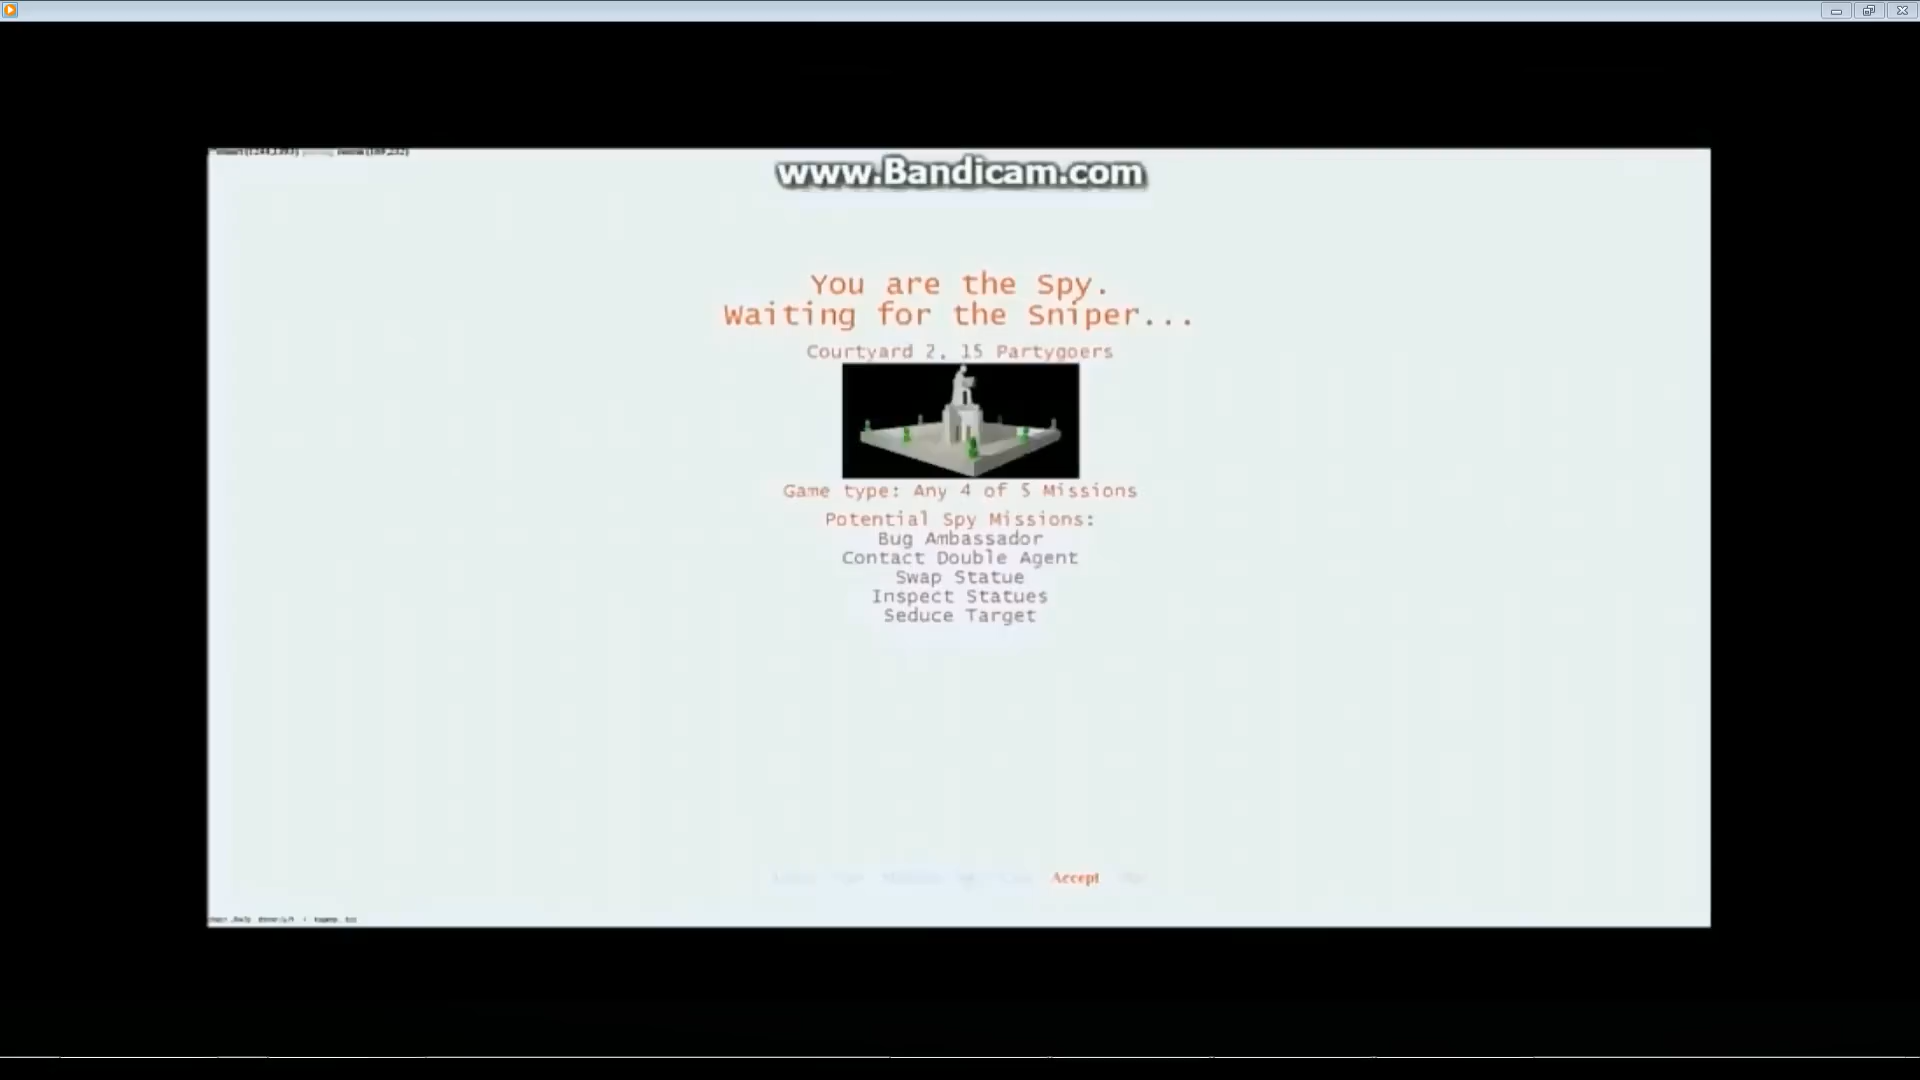 www.Bandicam.com
You are the Spy.
Waiting for the Sniper...
Courtyard 2, 15 Partygoers
Game type: Any 4 of 5 Missions
Potential Spy Missions:
Bug Ambassador
Contact Double Agent
Swap Statue
Inspect Statues
Seduce Target
Accept